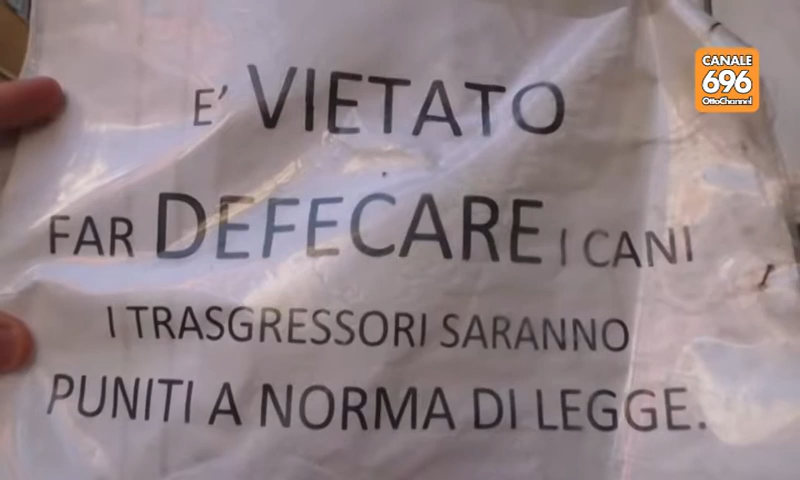 CANALE
696
OttoChannel
E' VIETATO
FAR DEFECARE I CANI
I TRASGRESSORI SARANNO
PUNITI A NORMA DI LEGGE.